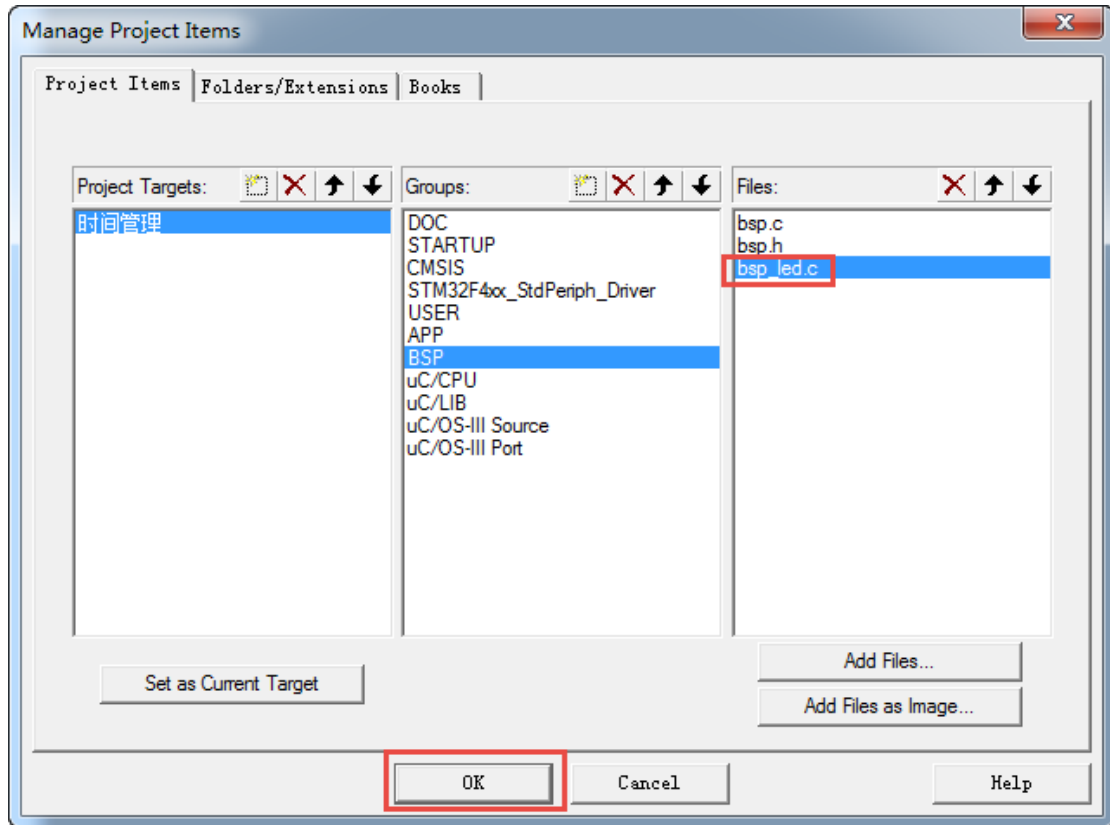 Manage Project Items
Project Items Folders/Extensions Books
Project Targets:
时间管理
Set as Current Target
Groups:
DOC
STARTUP
CMSIS
STM32F4xx_StdPeriph_Driver
USER
APP
BSP
uC/CPU
uC/LIB
uC/OS-III Source
uC/OS-III Port
Files:
bsp.c
bsp.h
bsp_led.c
Add Files...
Add Files as Image...
OK Cancel Help